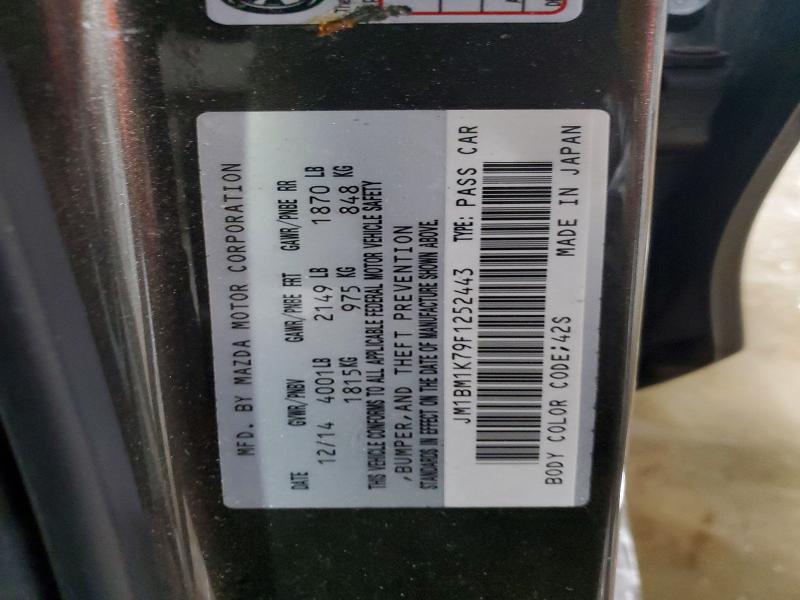 MFD. BY MAZDA MOTOR CORPORATION
DATE GVWR/PNBV GAWR/PNBE FRT GAWR/PNBE RR
12/14 4001LB 2149 LB 1870 LB
1815KG 975 KG 848 KG
THIS VEHICLE CONFORMS TO ALL APPLICABLE FEDERAL MOTOR VEHICLE SAFETY
,BUMPER,AND THEFT PREVENTION
STANDARDS IN EFFECT ON THE DATE OF MANUFACTURE SHOWN ABOVE.
JM1BM1K79F1252443 TYPE: PASS CAR
BODY COLOR CODE;42S MADE IN JAPAN